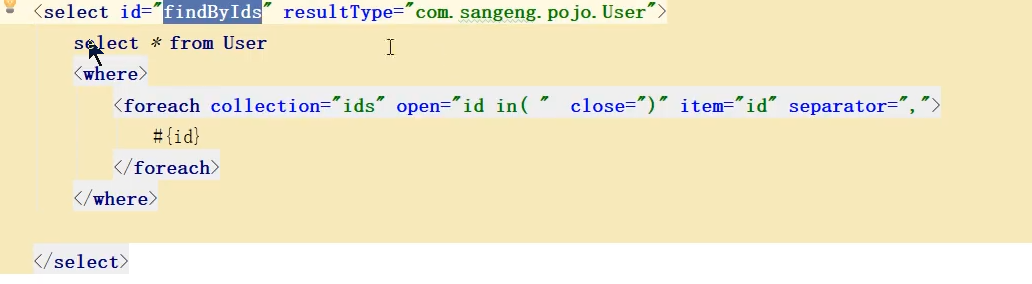 <select id="findByIds" resultType="com.sangeng.pojo.User">
select * from User
<where>
<foreach collection="ids" open="id in( "  close=")" item="id" separator=",">
#{id}
</foreach>
</where>
</select>